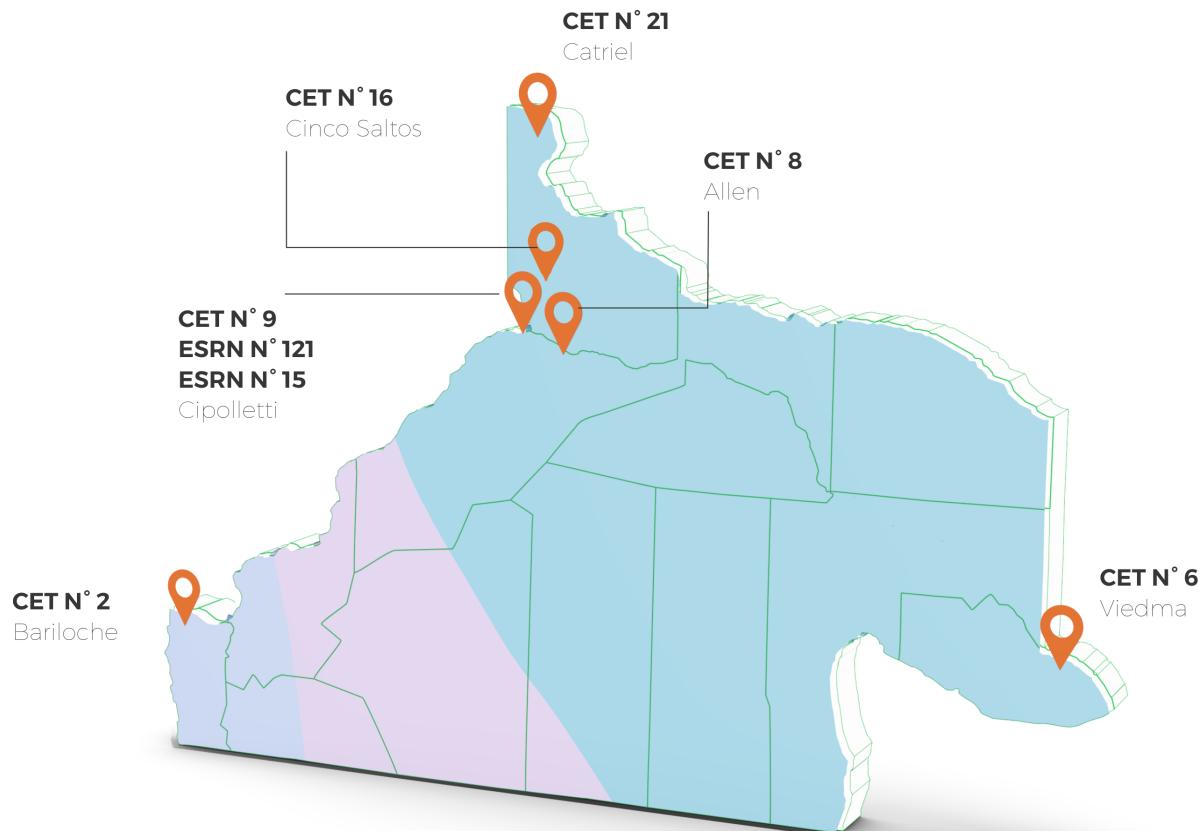 CET N° 21
Catriel
CET N° 16
Cinco Saltos
CET N° 8
Allen
CET N° 9
ESRN N° 121
ESRN N° 15
Cipolletti
CET N° 2
Bariloche
CET N° 6
Viedma